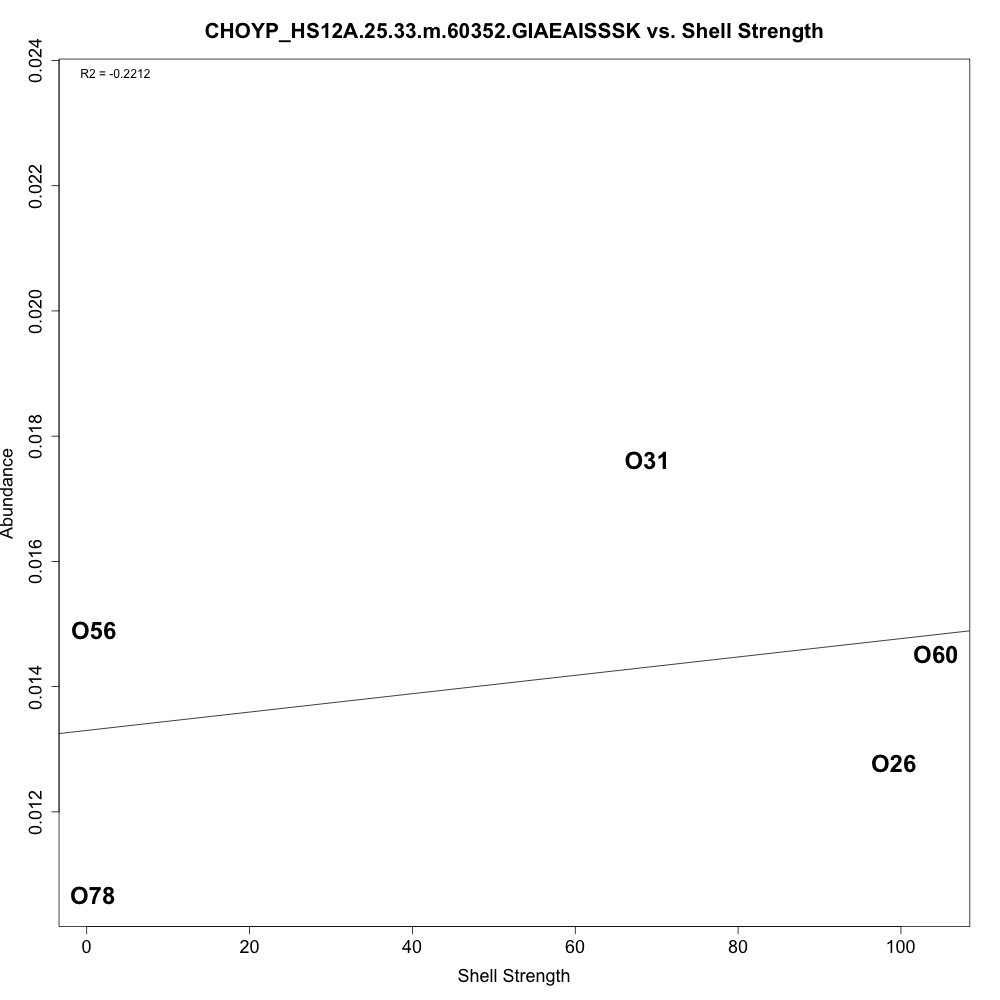 CHOYP_HS12A.25.33.m.60352.GIAEAISSSK vs. Shell Strength
R2 = -0.2212
0.024
0.022
0.020
0.018
0.016
0.014
0.012
Abundance
O31
O56
O60
O26
O78
0 20 40 60 80 100
Shell Strength